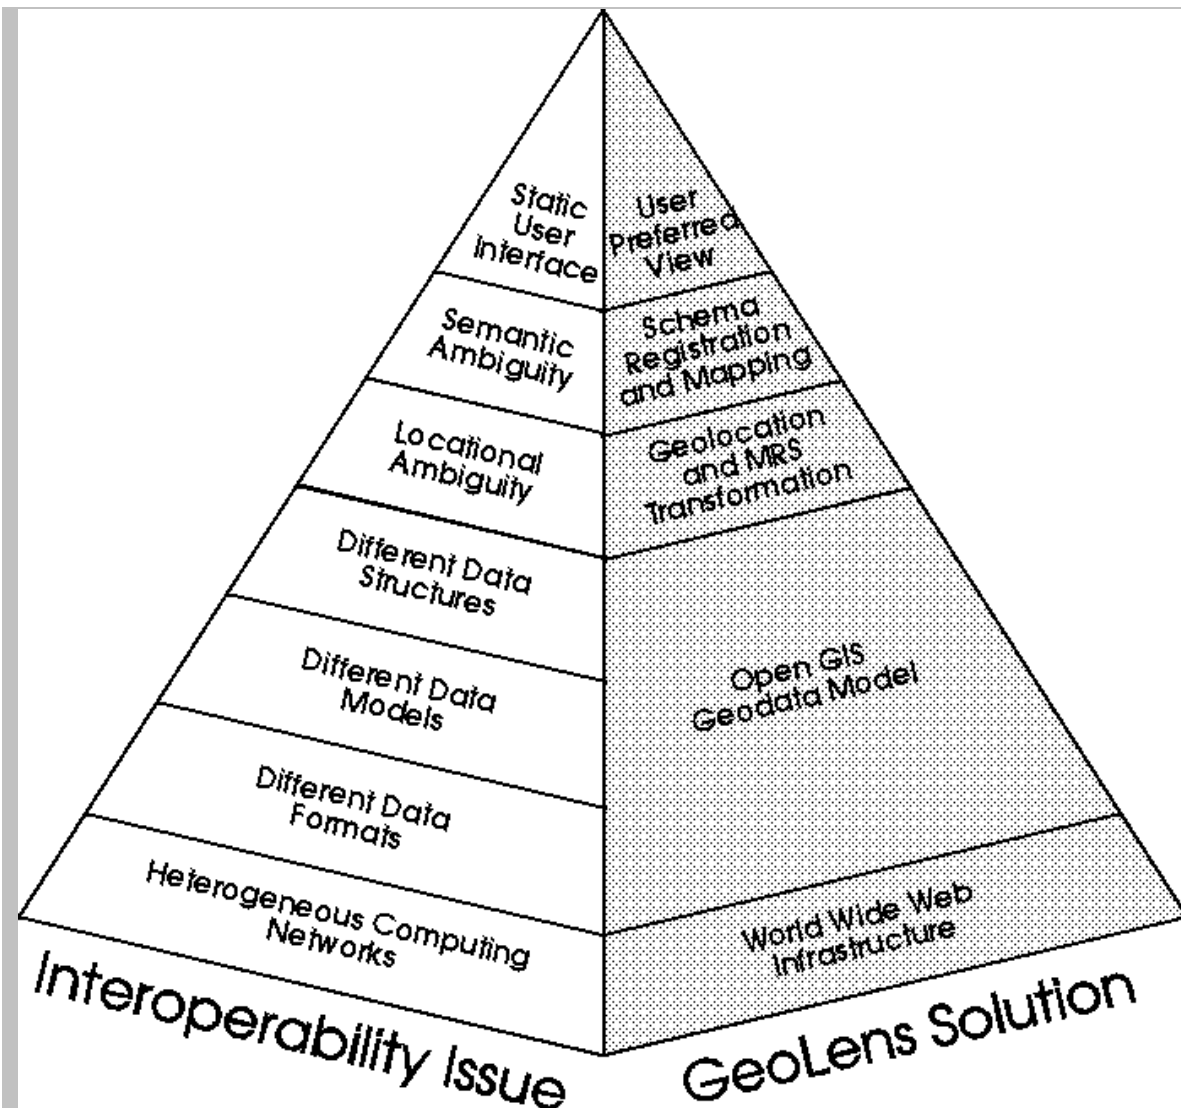 Static
User
Interface
User
Preferred
View
Semantic
Ambiguity
Schema
Registration
and Mapping
Locational
Ambiguity
Geolocation
and MRS
Transformation
Different Data
Structures
Different Data
Models
Open GIS
Geodata Model
Different Data
Formats
Heterogeneous Computing
Networks
World Wide Web
Infrastructure
Interoperability Issue
GeoLens Solution